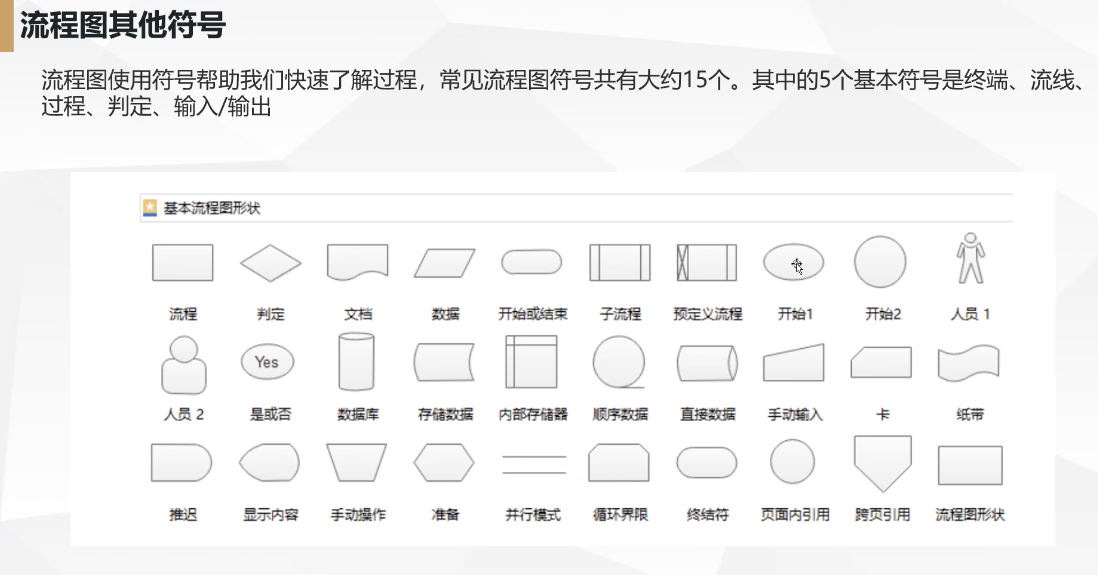 流程图其他符号
流程图使用符号帮助我们快速了解过程，常见流程图符号共有大约15个。其中的5个基本符号是终端、流线、
过程、判定、输入/输出
基本流程图形状
流程 判定 文档 数据 开始或结束 子流程 预定义流程 开始1 开始2 人员 1
Yes
人员 2 是或否 数据库 存储数据 内部存储器 顺序数据 直接数据 手动输入 卡 纸带
推迟 显示内容 手动操作 准备 并行模式 循环界限 终结符 页面内引用 跨页引用 流程图形状